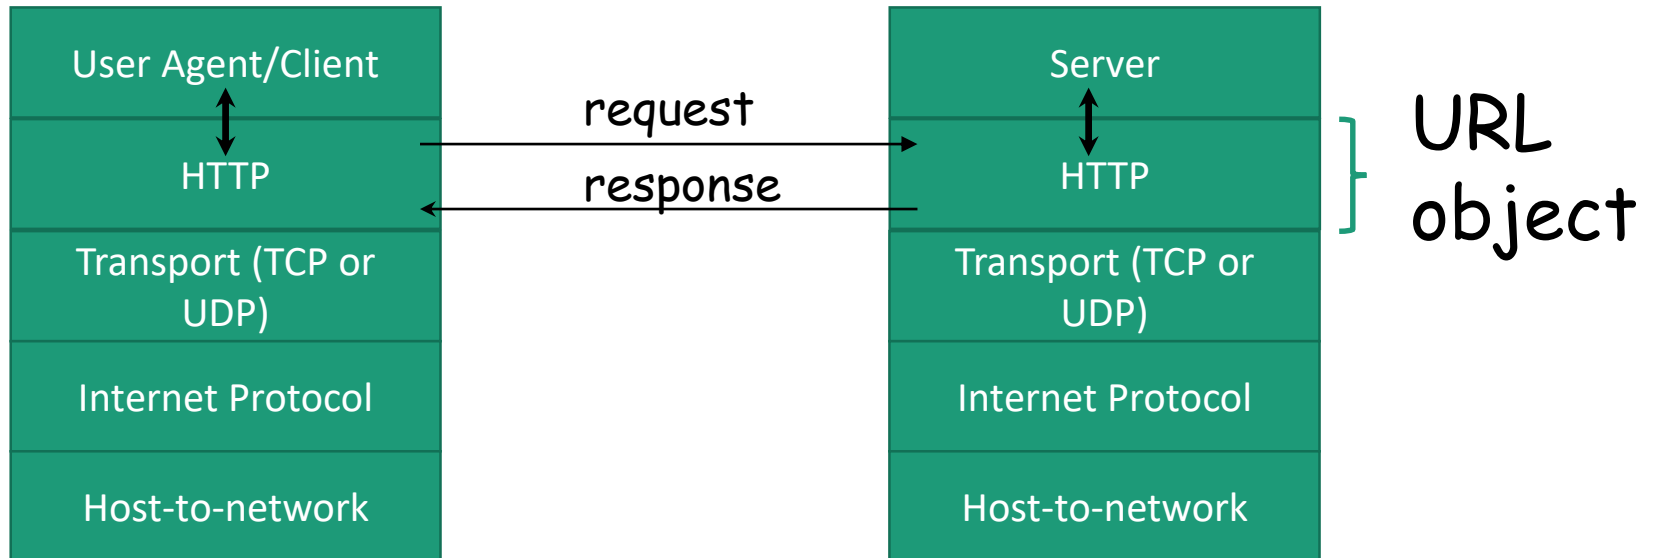 User Agent/Client
HTTP
Transport (TCP or
UDP)
Internet Protocol
Host-to-network
request
response
Server
HTTP
Transport (TCP or
UDP)
Internet Protocol
Host-to-network
URL
object